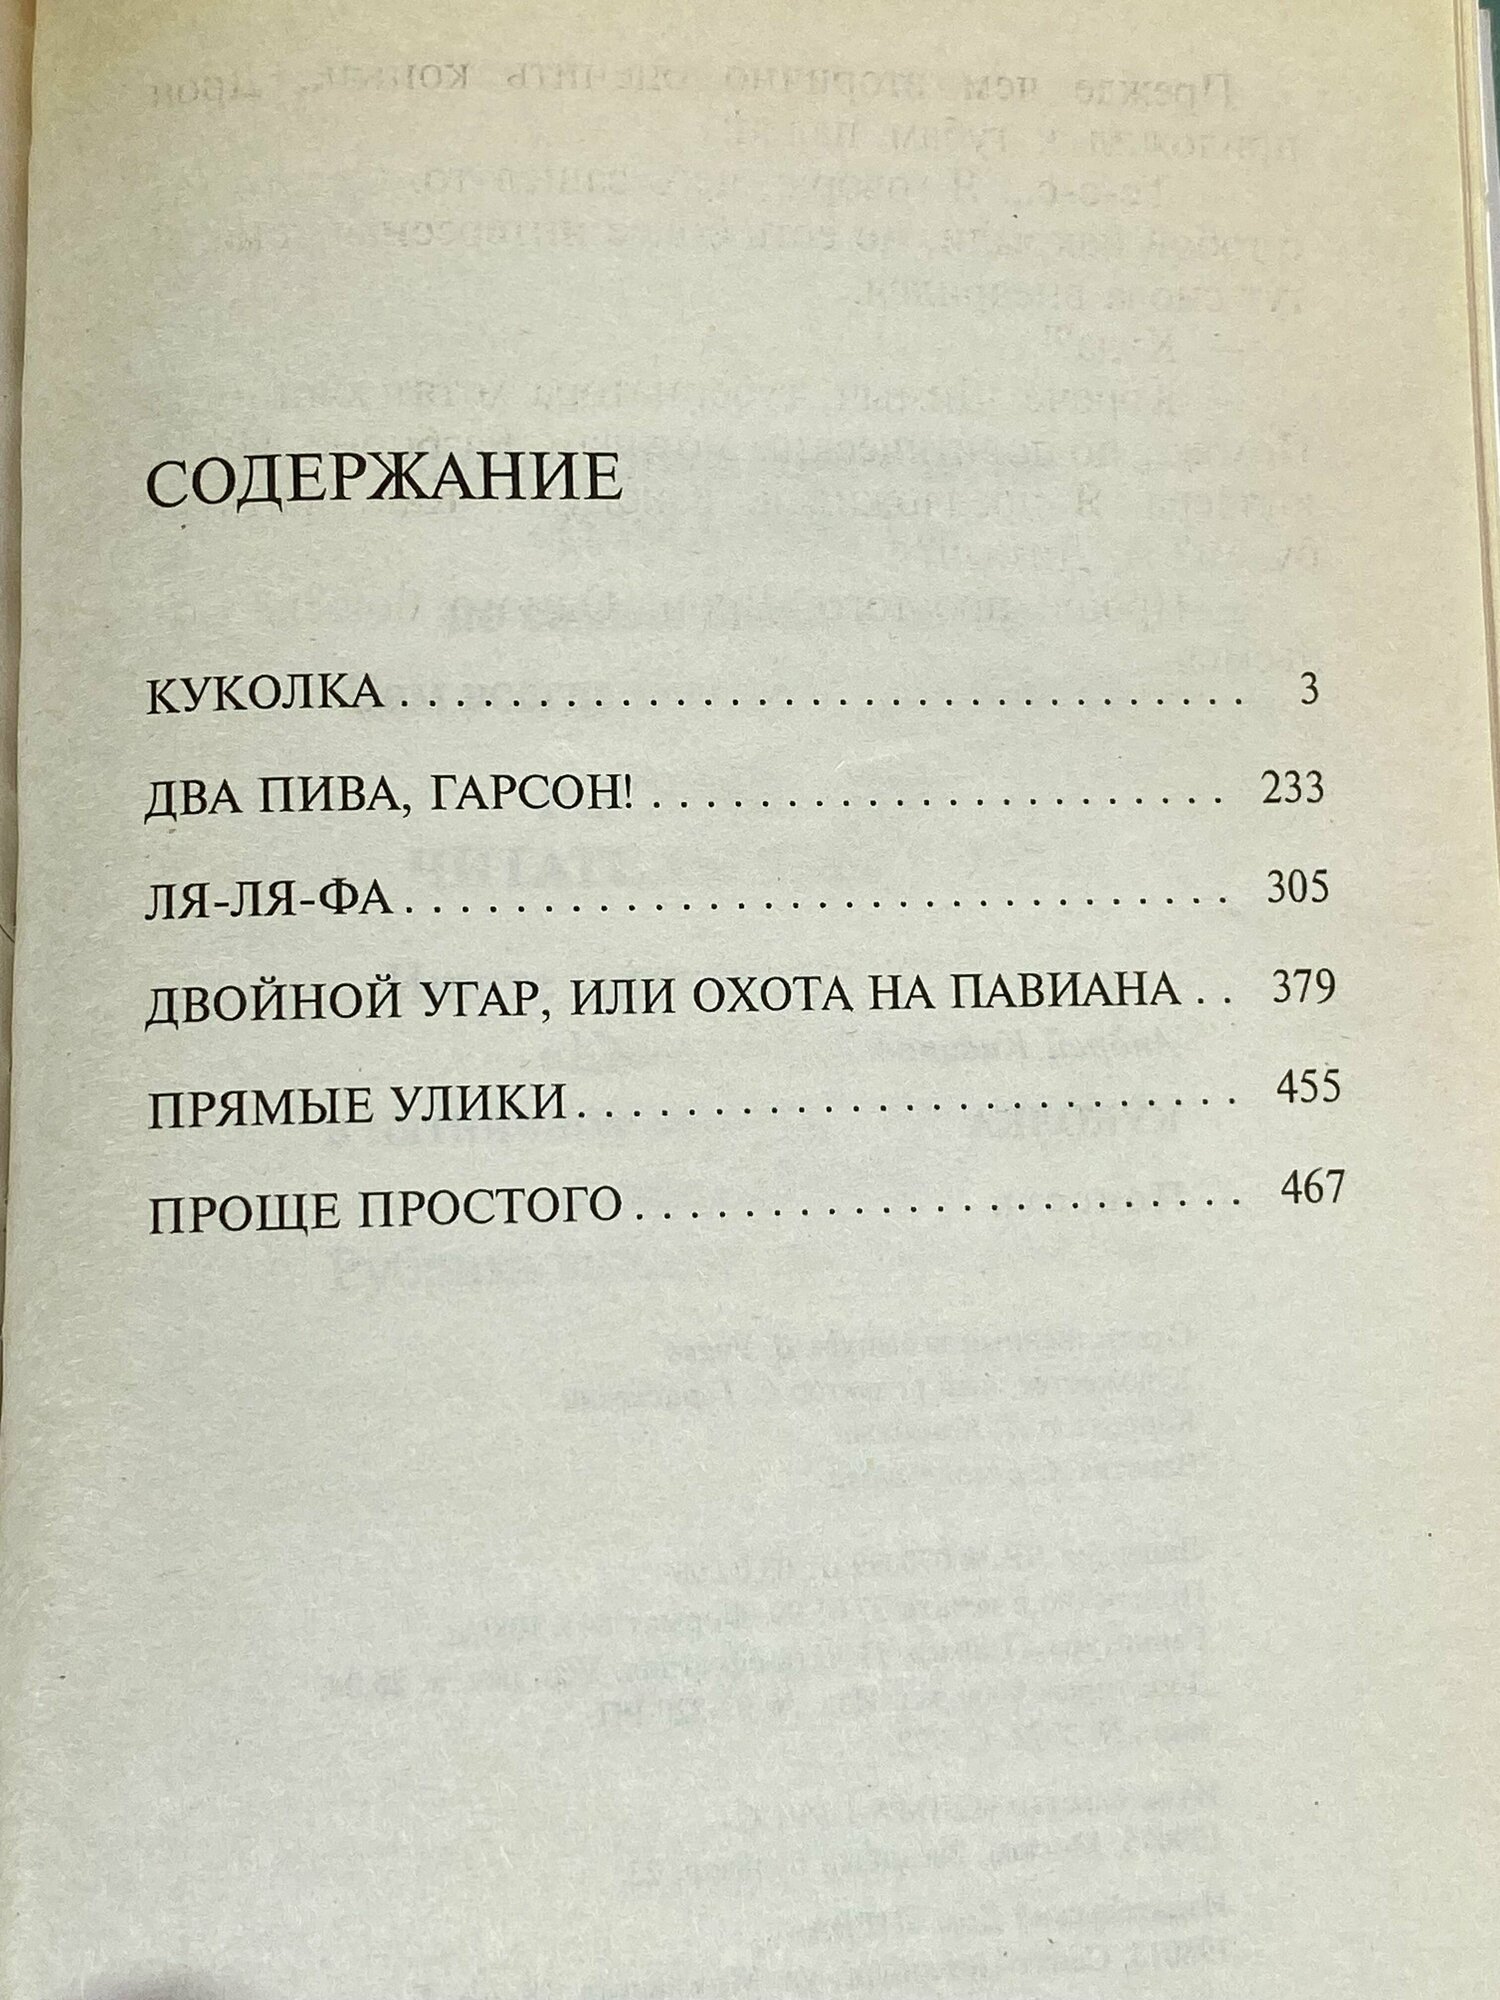 СОДЕРЖАНИЕ
КУКОЛКА . . . . . . . . . . . . . . . . . . . . . . . . . . . . . . . 3
ДВА ПИВА, ГАРСОН! . . . . . . . . . . . . . . . . . . . . . . 233
ЛЯ-ЛЯ-ФА . . . . . . . . . . . . . . . . . . . . . . . . . . . . . . 305
ДВОЙНОЙ УГАР, ИЛИ ОХОТА НА ПАВИАНА . . 379
ПРЯМЫЕ УЛИКИ . . . . . . . . . . . . . . . . . . . . . . . . . 455
ПРОЩЕ ПРОСТОГО . . . . . . . . . . . . . . . . . . . . . . . 467